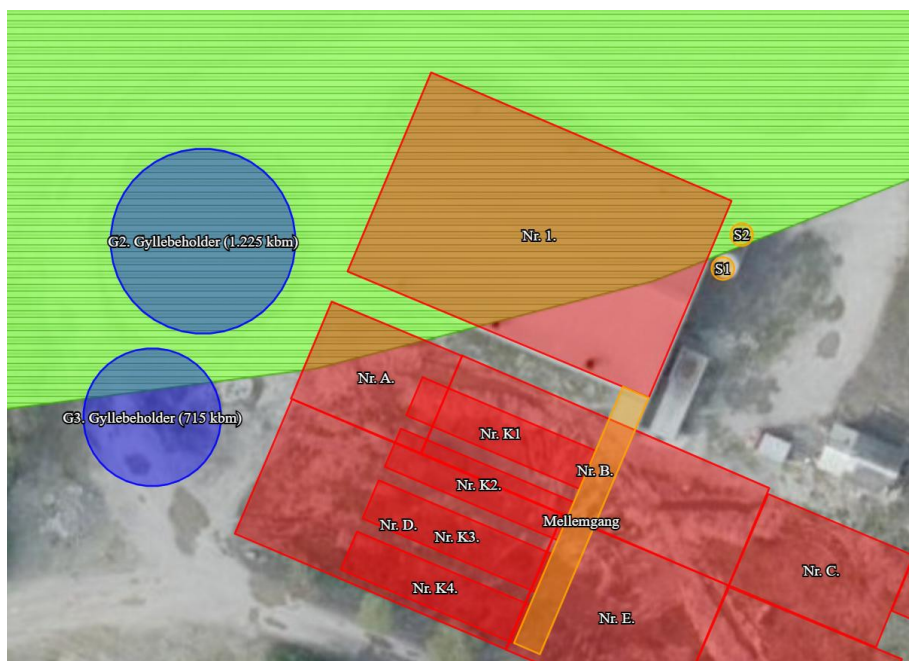 S2
Nr. 1.
G2. Gyllebeholder (1.225 kbm)
S1
Nr. A.
G3. Gyllebeholder (715 kbm)
Nr. K1
Nr. B.
Nr. K2.
Mellemgang
Nr. D.
Nr. K3.
Nr. C.
Nr. K4.
Nr. E.